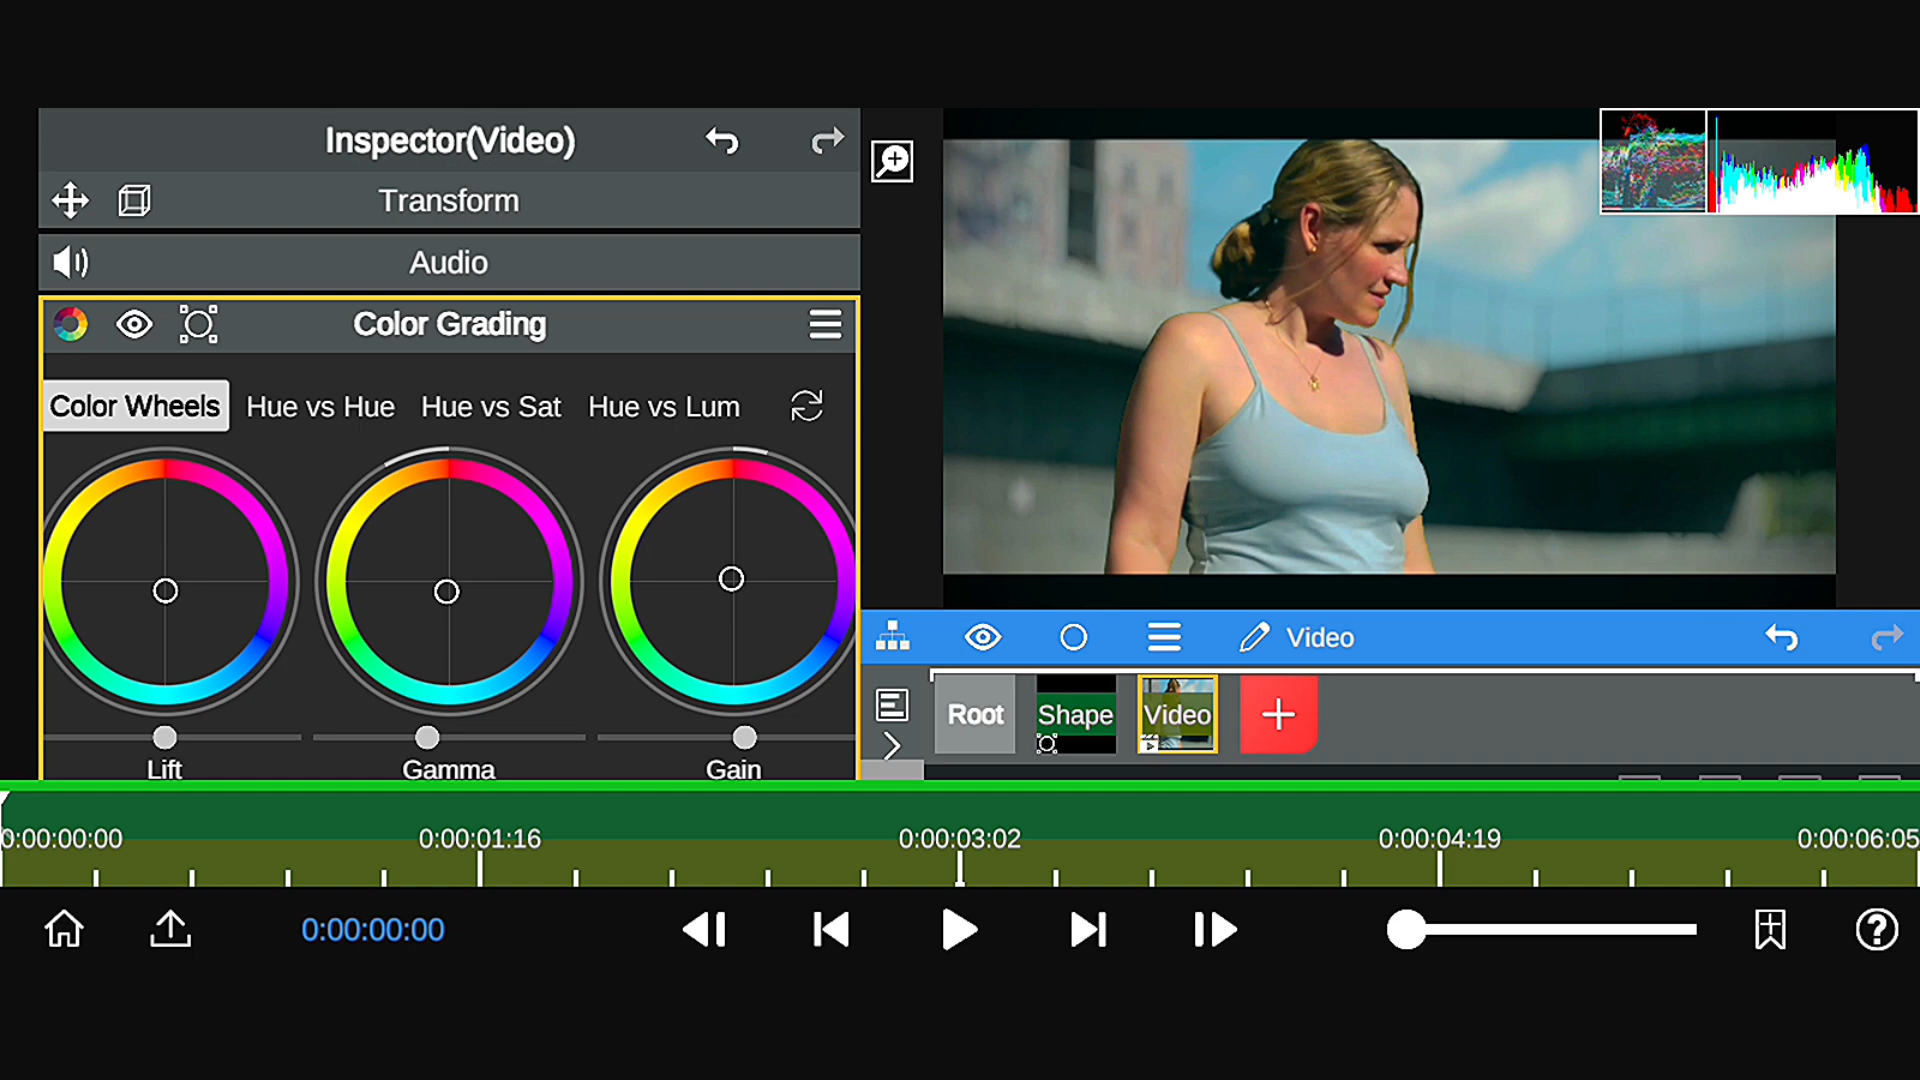 Inspector(Video)
Transform
Audio
Color Grading
Color Wheels Hue vs Hue Hue vs Sat Hue vs Lum
Lift Gamma Gain
Video
Root Shape Video
0:00:00:00 0:00:01:16 0:00:03:02 0:00:04:19 0:00:06:05
0:00:00:00